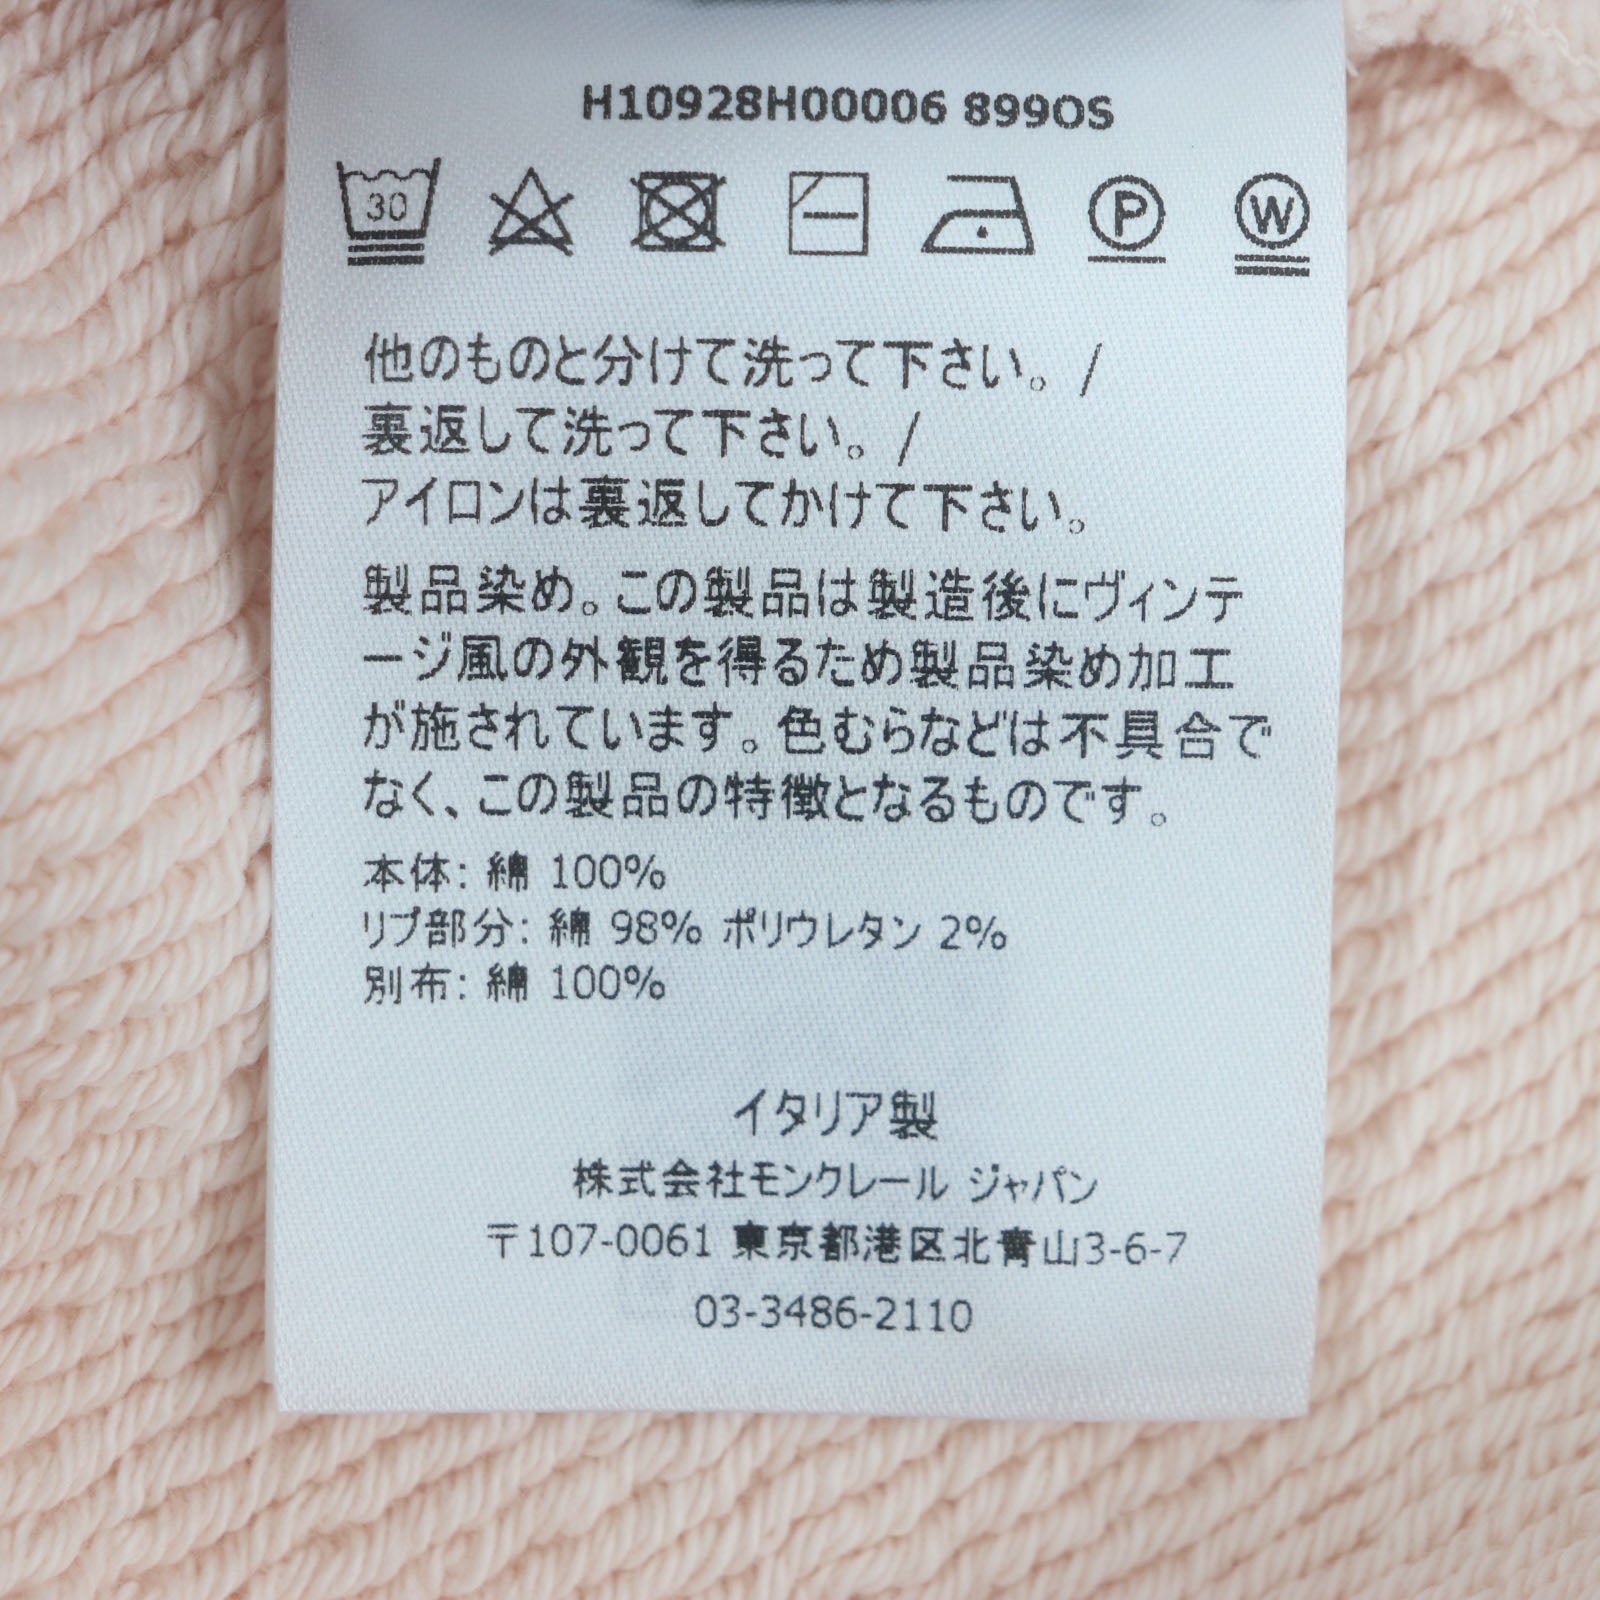 H10928H00006 899OS
30
P
W
他のものと分けて洗って下さい。/
裏返して洗って下さい。/
アイロンは裏返してかけて下さい。
製品染め。この製品は製造後にヴィンテ
ージ風の外観を得るため製品染め加工
が施されています。色むらなどは不具合で
なく、この製品の特徴となるものです。
本体: 綿 100%
リブ部分: 綿 98% ポリウレタン 2%
別布: 綿 100%
イタリア製
株式会社モンクレール ジャパン
〒107-0061 東京都港区北青山3-6-7
03-3486-2110